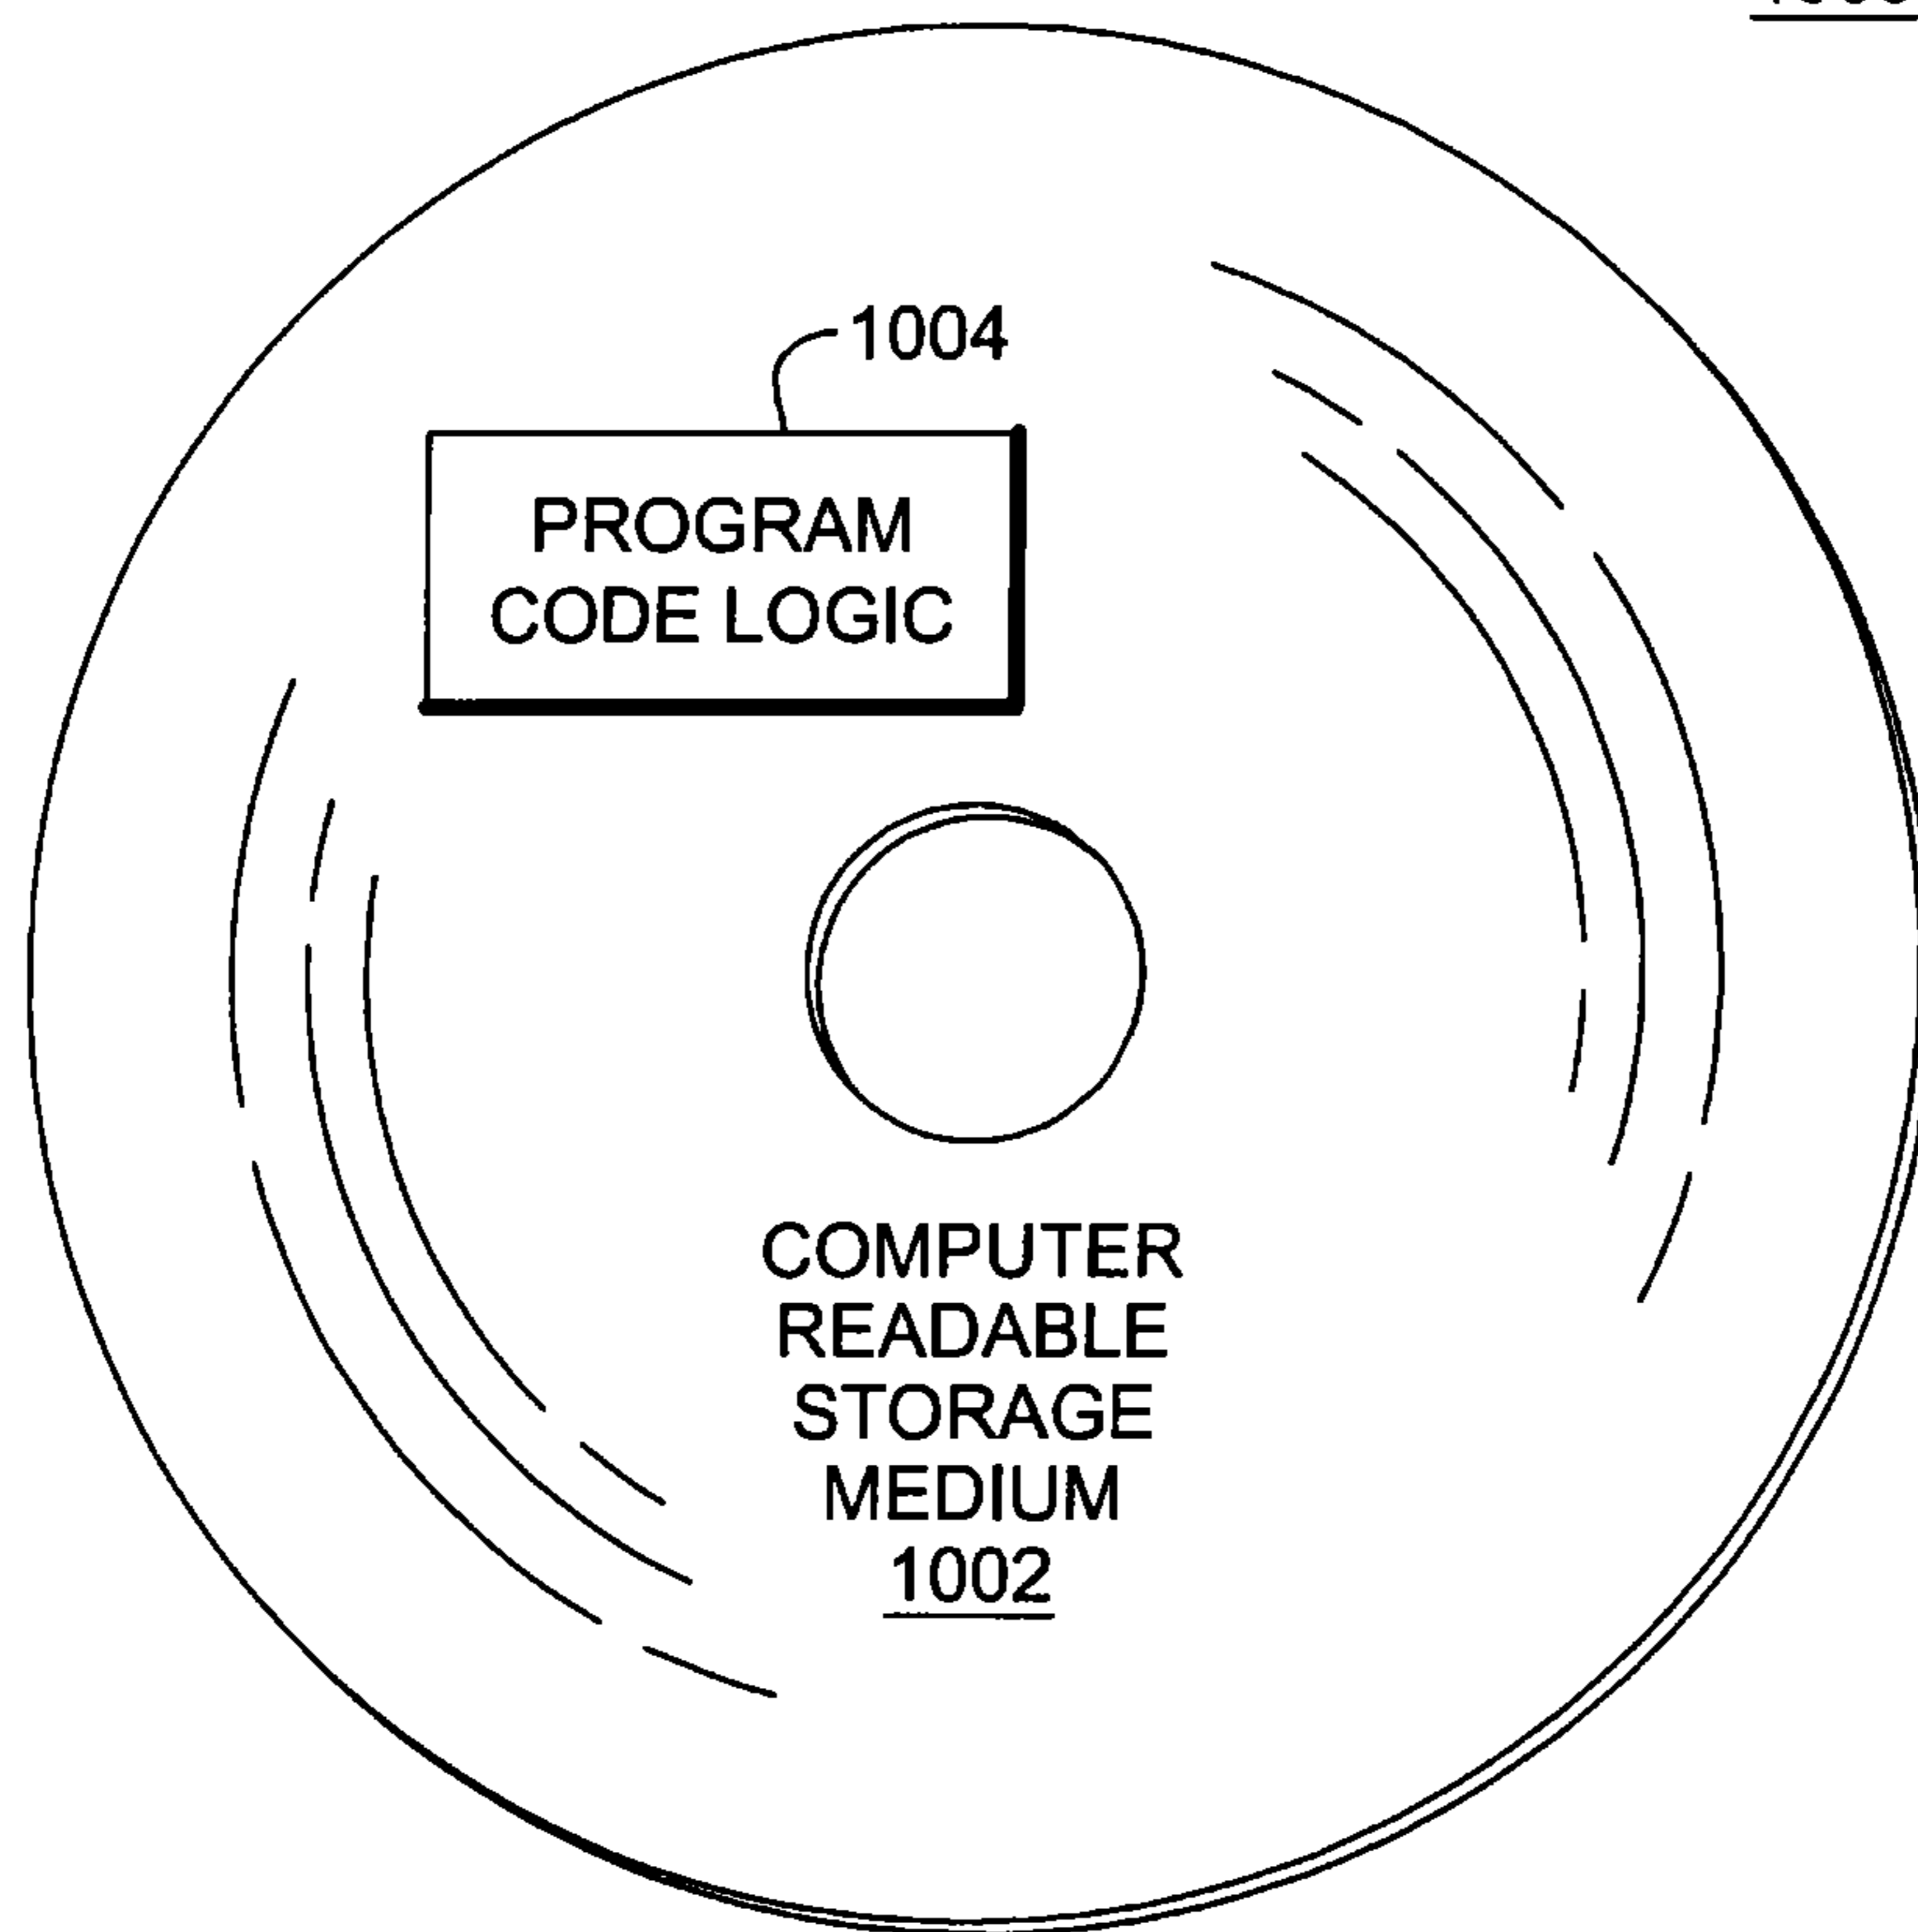 1004
PROGRAM
CODE LOGIC
COMPUTER
READABLE
STORAGE
MEDIUM
1002